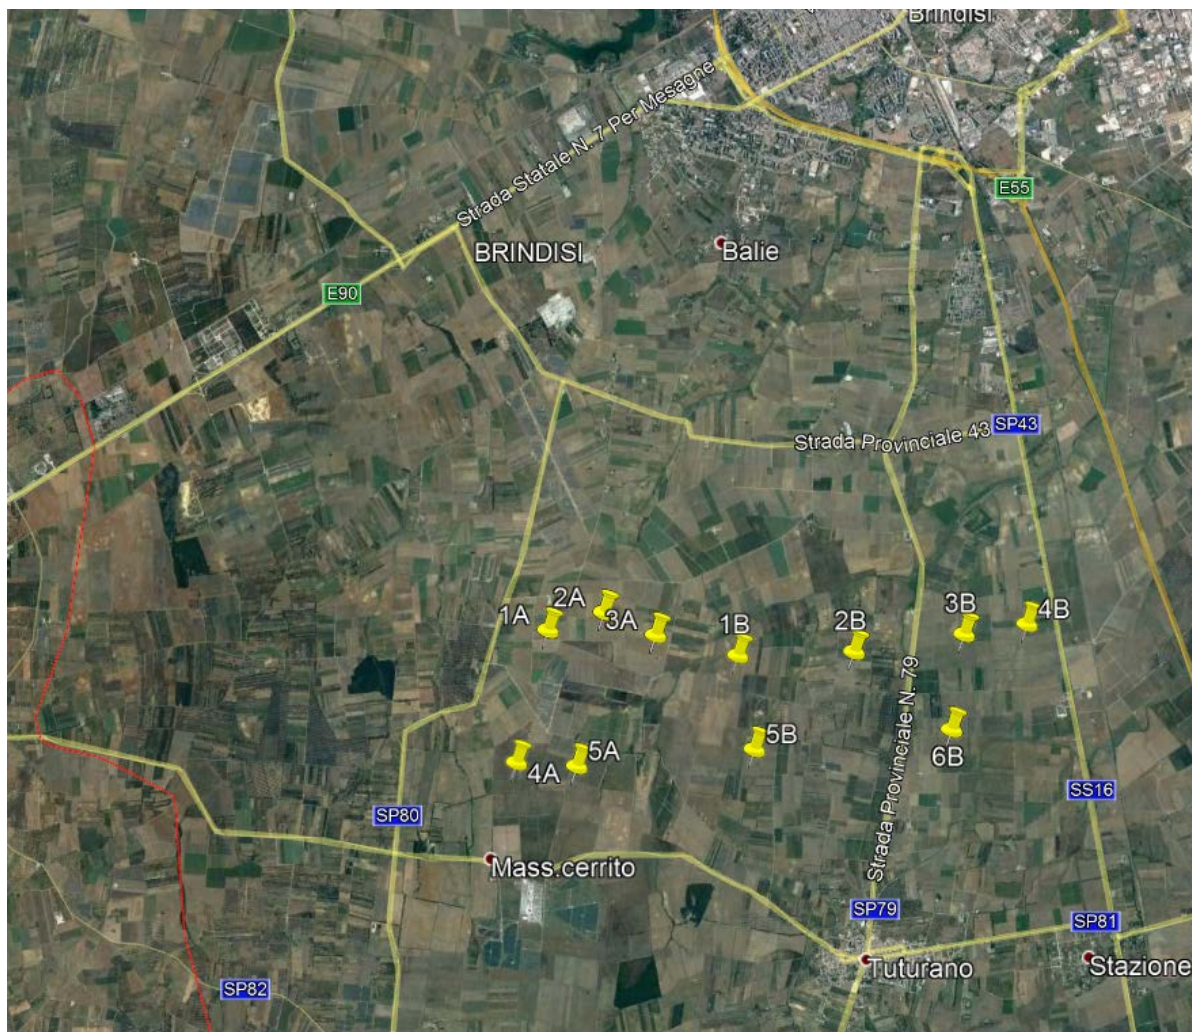 Brindisi
Strada Statale N. 7 Per Mesagne
E55
BRINDISI
Balie
E90
Strada Provinciale 43
SP43
1A
2A
3A
1B
2B
3B
4B
Strada Provinciale N. 79
4A
5A
5B
6B
SS16
SP80
Mass.cerrito
SP79
SP81
Tuturano
Stazione
SP82